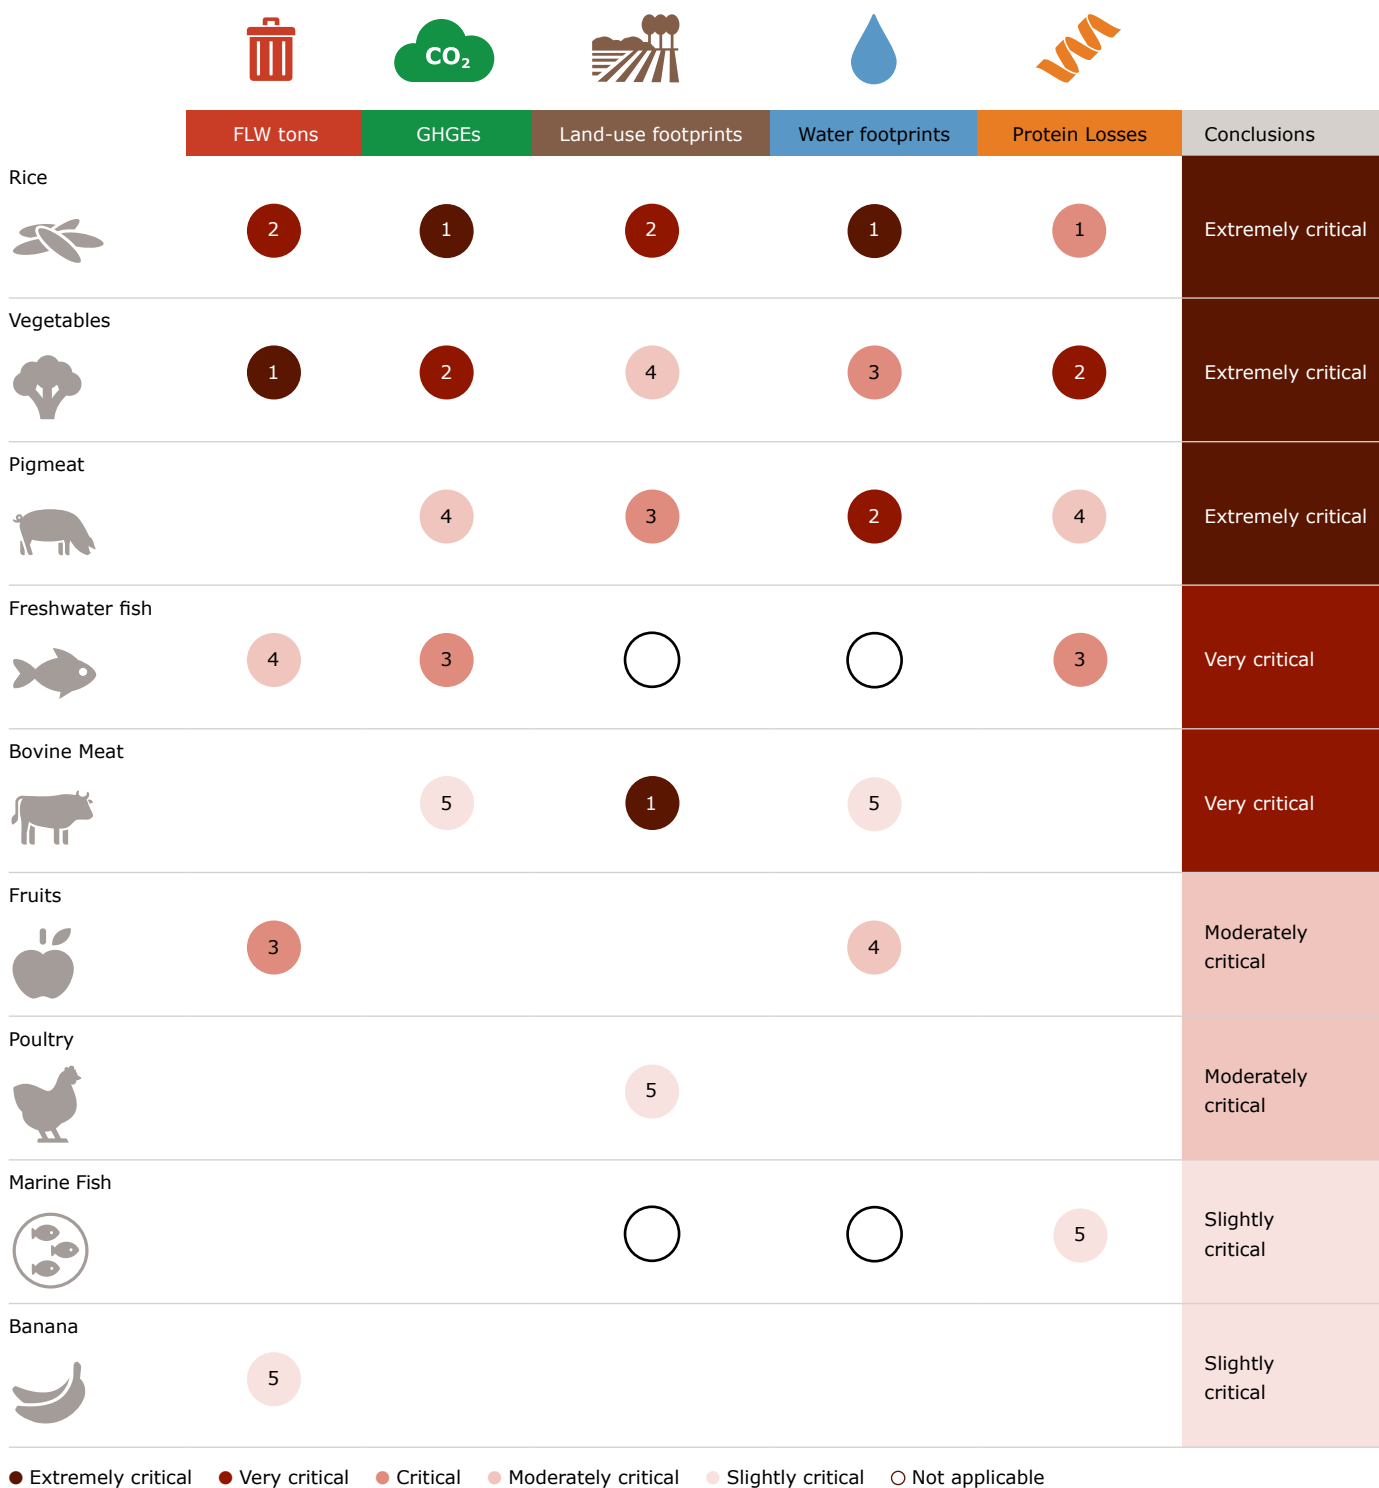 CO₂
FLW tons GHGEs Land-use footprints Water footprints Protein Losses Conclusions
Rice
2 1 2 1 1 Extremely critical
Vegetables
1 2 4 3 2 Extremely critical
Pigmeat
4 3 2 4 Extremely critical
Freshwater fish
4 3 3 Very critical
Bovine Meat
5 1 5 Very critical
Fruits
3 4 Moderately
critical
Poultry
5 Moderately
critical
Marine Fish
5 Slightly
critical
Banana
5 Slightly
critical
Extremely critical Very critical Critical Moderately critical Slightly critical Not applicable